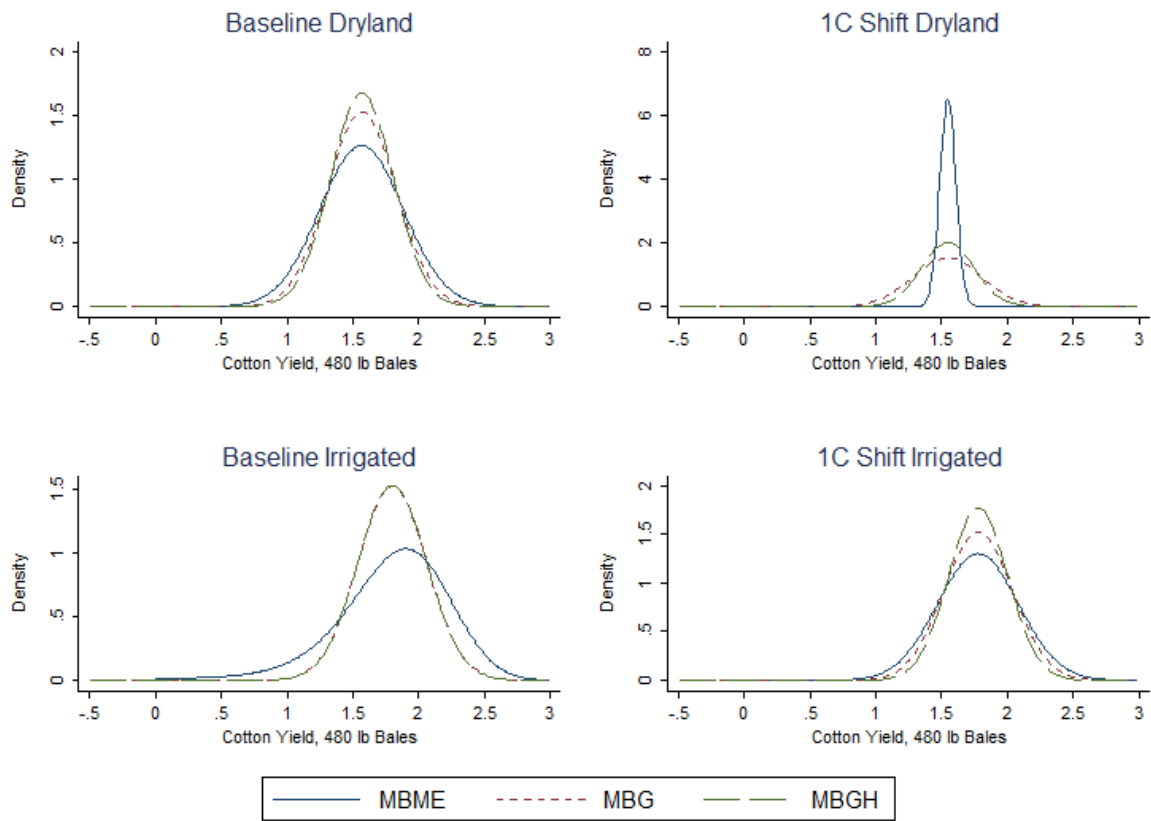 Baseline Dryland
Density
0 .5 1 1.5 2
-.5 0 .5 1 1.5 2 2.5 3
Cotton Yield, 480 lb Bales
1C Shift Dryland
Density
0 2 4 6 8
-.5 0 .5 1 1.5 2 2.5 3
Cotton Yield, 480 lb Bales
Baseline Irrigated
Density
0 .5 1 1.5
-.5 0 .5 1 1.5 2 2.5 3
Cotton Yield, 480 lb Bales
1C Shift Irrigated
Density
0 .5 1 1.5 2
-.5 0 .5 1 1.5 2 2.5 3
Cotton Yield, 480 lb Bales
MBME MBG MBGH